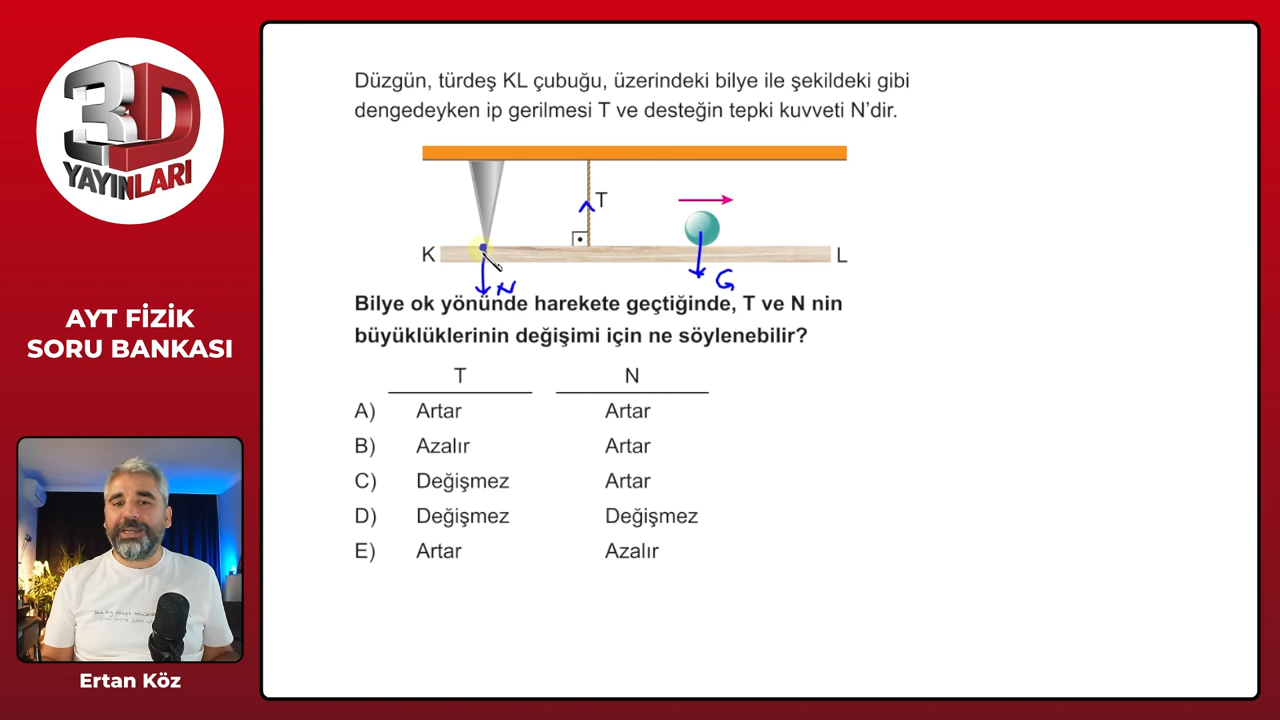 3D
YAYINLARI
AYT FİZİK
SORU BANKASI
Ertan Köz
Düzgün, türdeş KL çubuğu, üzerindeki bilye ile şekildeki gibi
dengedeyken ip gerilmesi T ve desteğin tepki kuvveti N'dir.
T
K
L
N
G
Bilye ok yönünde harekete geçtiğinde, T ve N nin
büyüklüklerinin değişimi için ne söylenebilir?
T N
A) Artar Artar
B) Azalır Artar
C) Değişmez Artar
D) Değişmez Değişmez
E) Artar Azalır